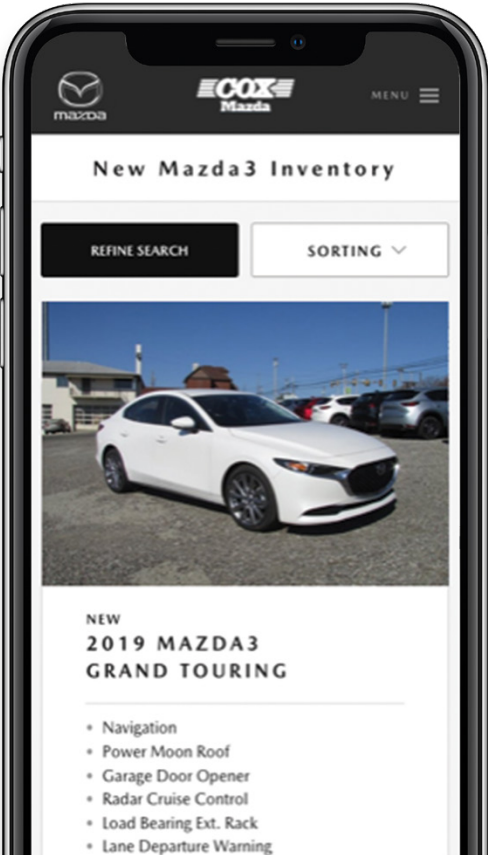 mazda
COX
Mazda
MENU
New Mazda3 Inventory
REFINE SEARCH
SORTING
NEW
2019 MAZDA3
GRAND TOURING
Navigation
Power Moon Roof
Garage Door Opener
Radar Cruise Control
Load Bearing Ext. Rack
Lane Departure Warning